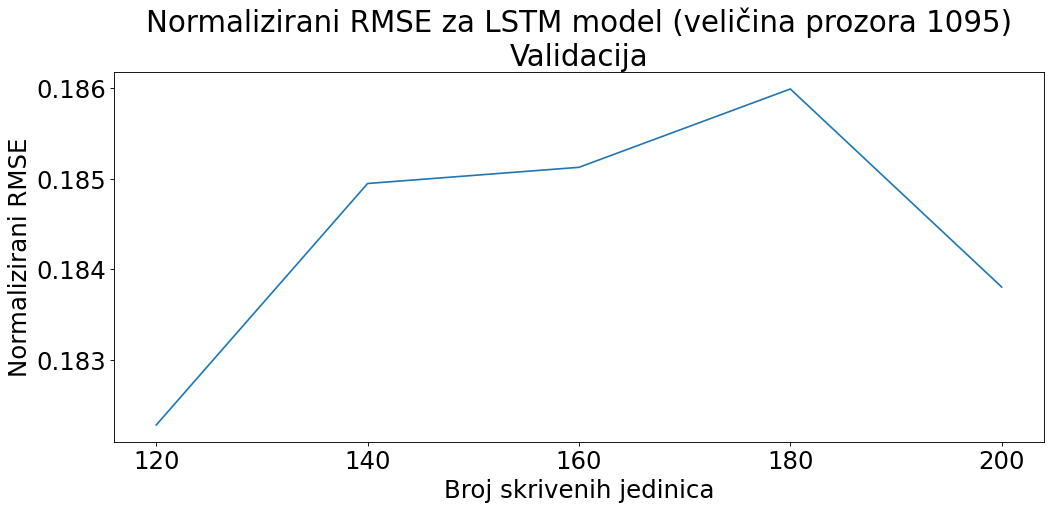 Normalizirani RMSE za LSTM model (veličina prozora 1095)
Validacija
Normalizirani RMSE
0.186
0.185
0.184
0.183
120 140 160 180 200
Broj skrivenih jedinica